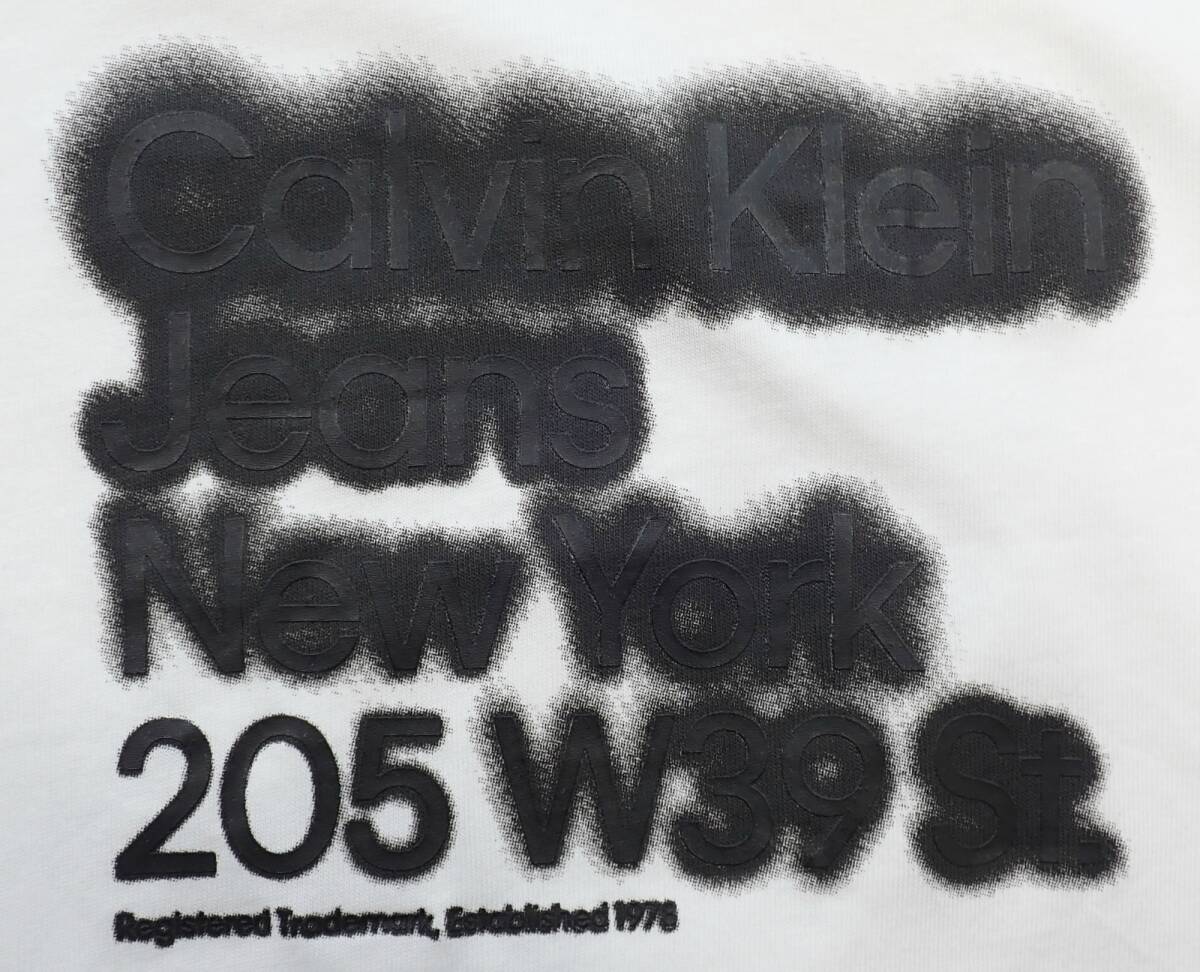 Calvin Klein
Jeans
New York
205 W39 St.
Registered Trademark, Established 1978